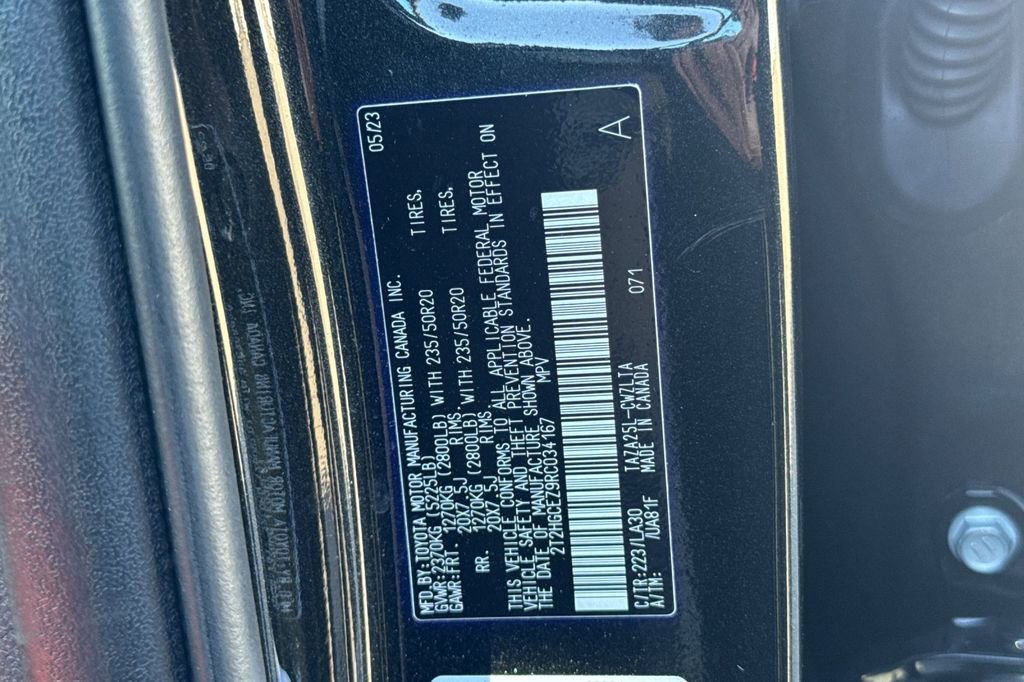 05/23
MFD.BY:TOYOTA MOTOR MANUFACTURING CANADA INC.
GVWR:2370KG (5225LB)
GAWR:FRT. 1270KG (2800LB) WITH 235/50R20 TIRES,
20X7.5J RIMS,
RR. 1270KG (2800LB) WITH 235/50R20 TIRES,
20X7.5J RIMS.
THIS VEHICLE CONFORMS TO ALL APPLICABLE FEDERAL MOTOR
VEHICLE SAFETY AND THEFT PREVENTION STANDARDS IN EFFECT ON
THE DATE OF MANUFACTURE SHOWN ABOVE.
2T2HGCEZ9RC034167 MPV
A
C/TR:2237LA30 TAZA25L-CWZLTA 071
A/TM: /UA81F MADE IN CANADA